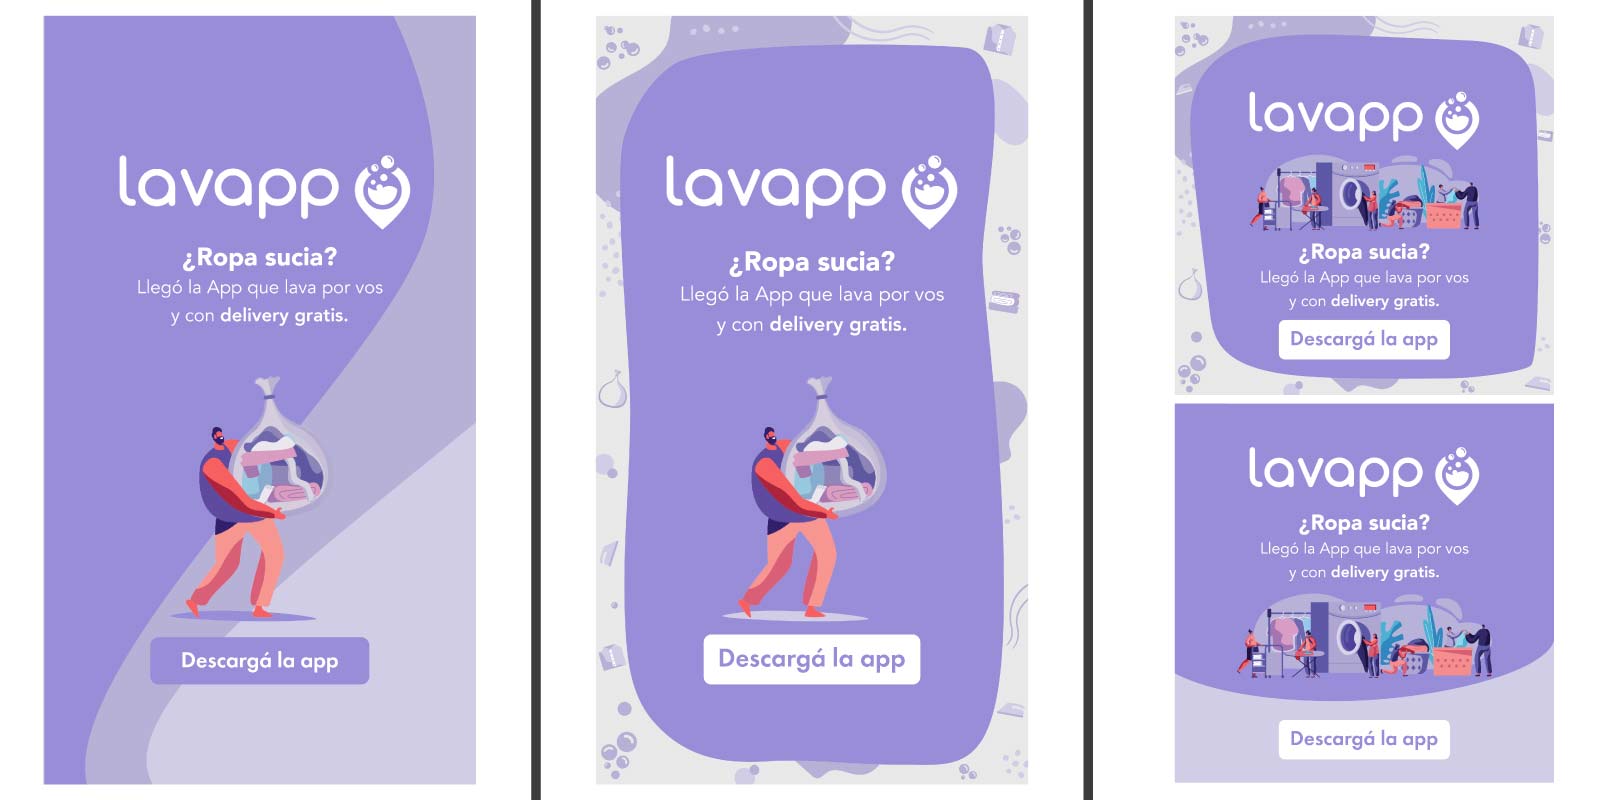 lavapp
¿Ropa sucia?
Llegó la App que lava por vos
y con delivery gratis.
Descargá la app
lavapp
¿Ropa sucia?
Llegó la App que lava por vos
y con delivery gratis.
Descargá la app
lavapp
¿Ropa sucia?
Llegó la App que lava por vos
y con delivery gratis.
Descargá la app
lavapp
¿Ropa sucia?
Llegó la App que lava por vos
y con delivery gratis.
Descargá la app